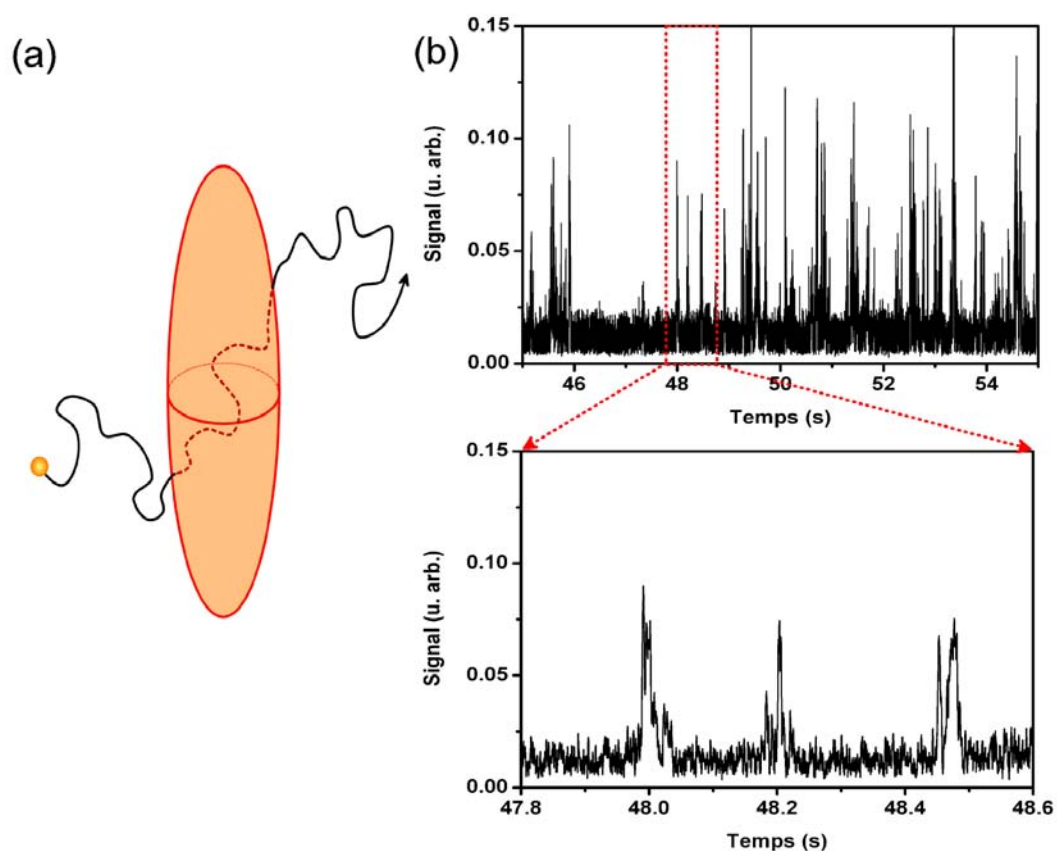 (a)
(b)
0.15
0.10
0.05
0.00
Signal (u. arb.)
46 48 50 52 54
Temps (s)
0.15
0.10
0.05
0.00
Signal (u. arb.)
47.8 48.0 48.2 48.4 48.6
Temps (s)